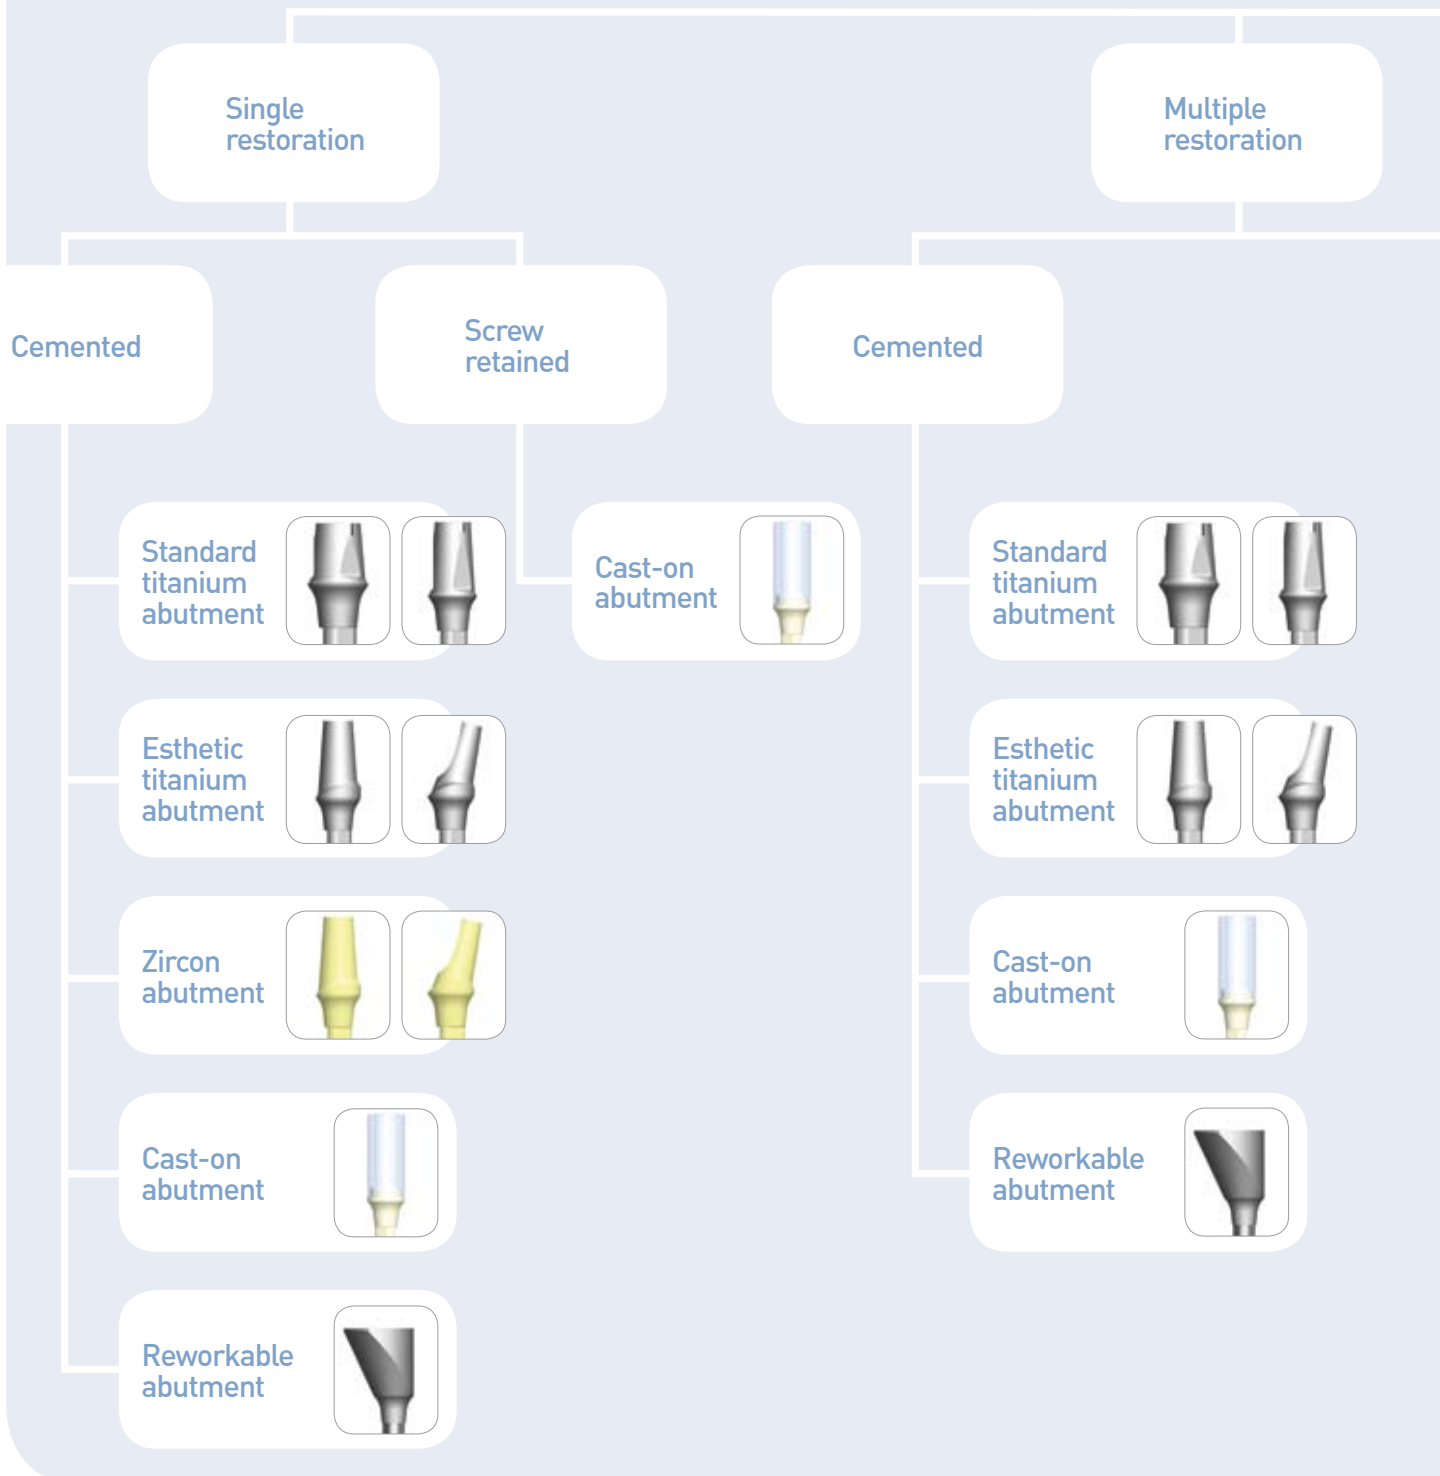 Single
restoration
Multiple
restoration
Cemented
Screw
retained
Cemented
Standard
titanium
abutment
Cast-on
abutment
Standard
titanium
abutment
Esthetic
titanium
abutment
Esthetic
titanium
abutment
Zircon
abutment
Cast-on
abutment
Cast-on
abutment
Reworkable
abutment
Reworkable
abutment